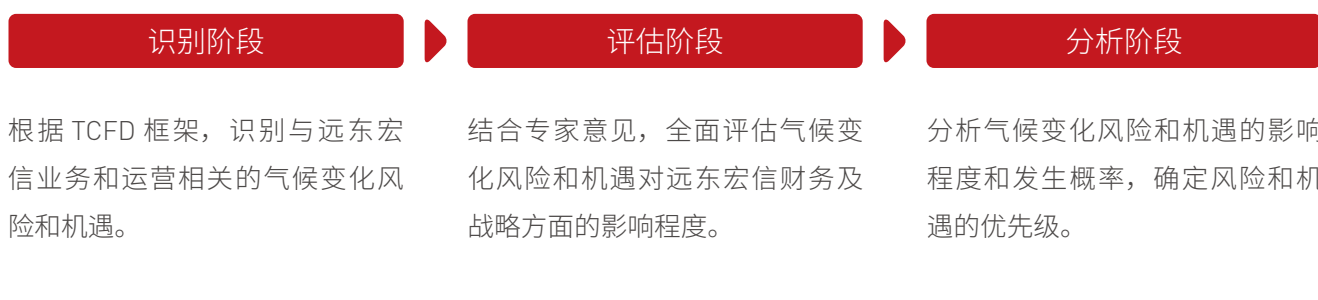 识别阶段
评估阶段
分析阶段
根据 TCFD 框架，识别与远东宏
信业务和运营相关的气候变化风
险和机遇。
结合专家意见，全面评估气候变
化风险和机遇对远东宏信财务及
战略方面的影响程度。
分析气候变化风险和机遇的影响
程度和发生概率，确定风险和机
遇的优先级。